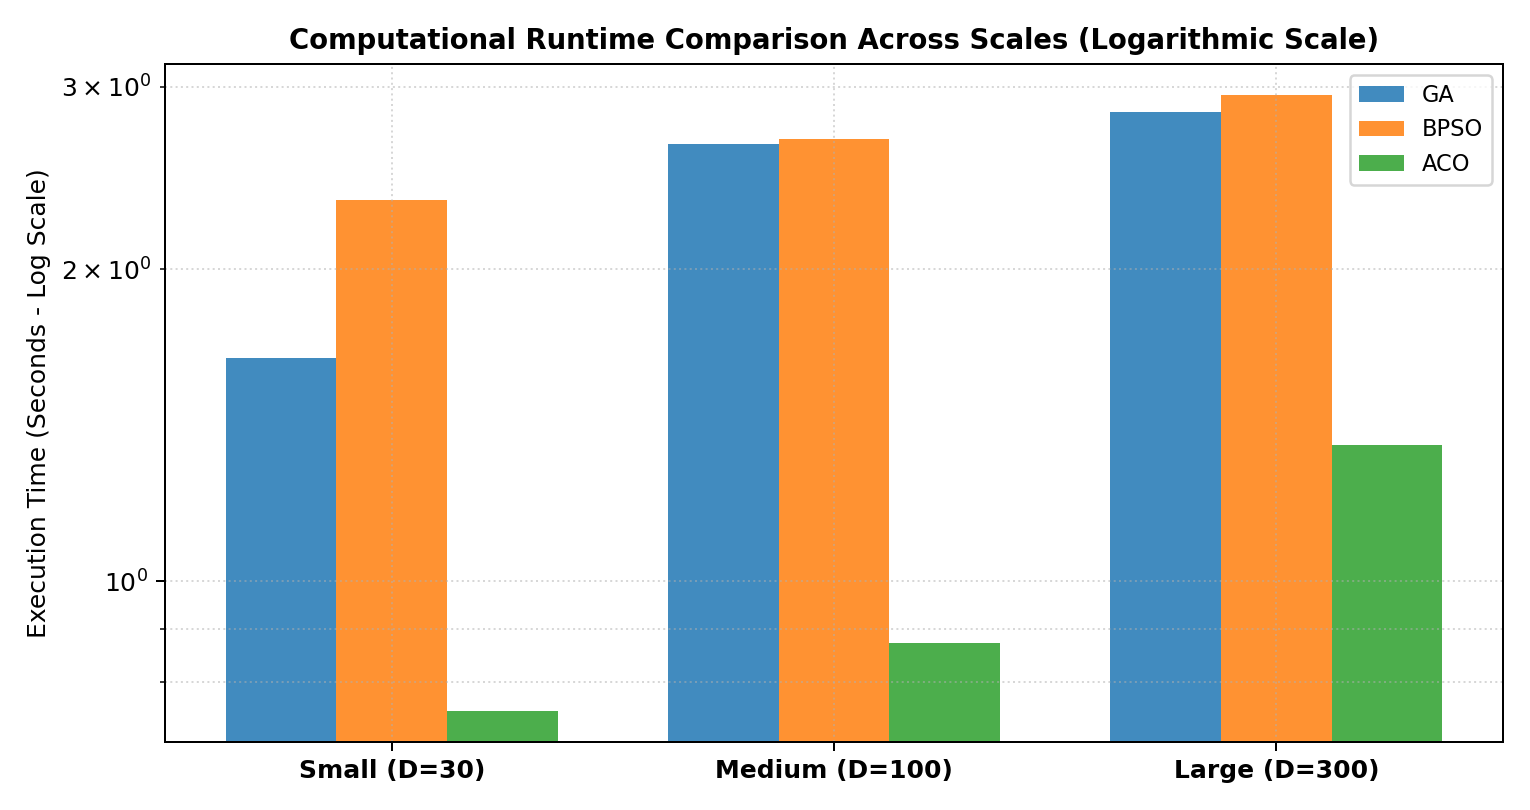 Computational Runtime Comparison Across Scales (Logarithmic Scale)
Execution Time (Seconds - Log Scale)
3 × 10⁰
2 × 10⁰
10⁰
GA
BPSO
ACO
Small (D=30)
Medium (D=100)
Large (D=300)